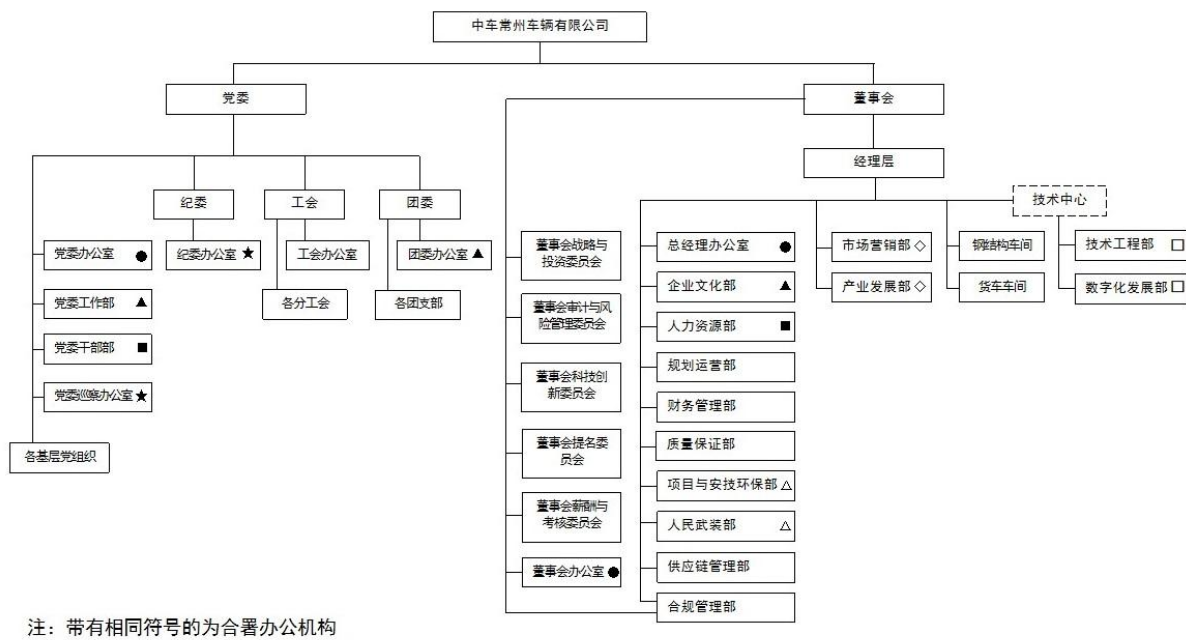 中车常州车辆有限公司
党委
董事会
经理层
纪委
工会
团委
技术中心
党委办公室●
纪委办公室★
工会办公室
团委办公室▲
党委工作部▲
各分工会
各团支部
党委干部部■
党委巡察办公室★
各基层党组织
董事会战略与
投资委员会
董事会审计与风
险管理委员会
董事会科技创
新委员会
董事会提名委
员会
董事会薪酬与
考核委员会
董事会办公室●
总经理办公室●
企业文化部▲
人力资源部■
规划运营部
财务管理部
质量保证部
项目与安技环保部△
人民武装部△
供应链管理部
合规管理部
市场营销部◇
产业发展部◇
钢结构车间
货车车间
技术工程部□
数字化发展部□
注：带有相同符号的为合署办公机构